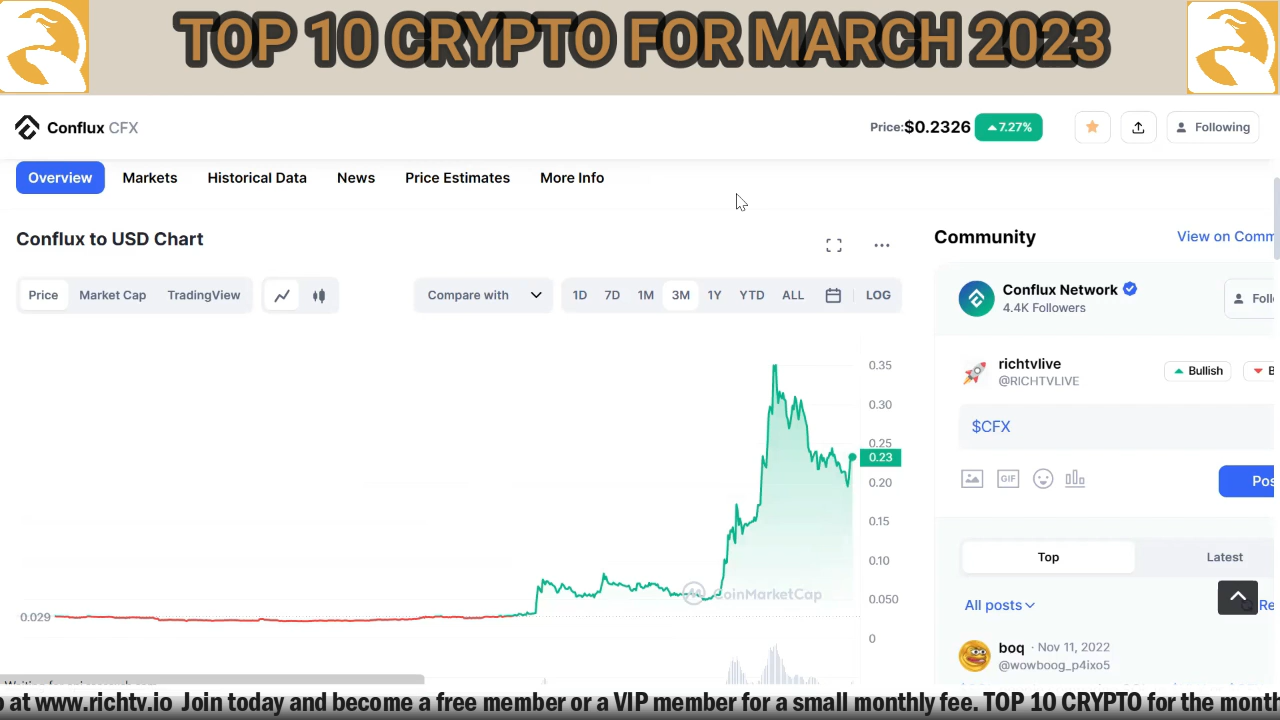 TOP 10 CRYPTO FOR MARCH 2023
Conflux CFX
Price:$0.2326 7.27%
Following
Overview Markets Historical Data News Price Estimates More Info
Conflux to USD Chart
Price Market Cap TradingView
Compare with
1D 7D 1M 3M 1Y YTD ALL LOG
0.35
0.30
0.25
0.23
0.20
0.15
0.10
0.050
0
0.029
CoinMarketCap
Community
View on Comm
Conflux Network
4.4K Followers
Foll
richtvlive
@RICHTVLIVE
Bullish
B
$CFX
GIF
Pos
Top Latest
All posts
Re
boq · Nov 11, 2022
@wowboog_p4ixo5
at www.richtv.io Join today and become a free member or a VIP member for a small monthly fee. TOP 10 CRYPTO for the mont